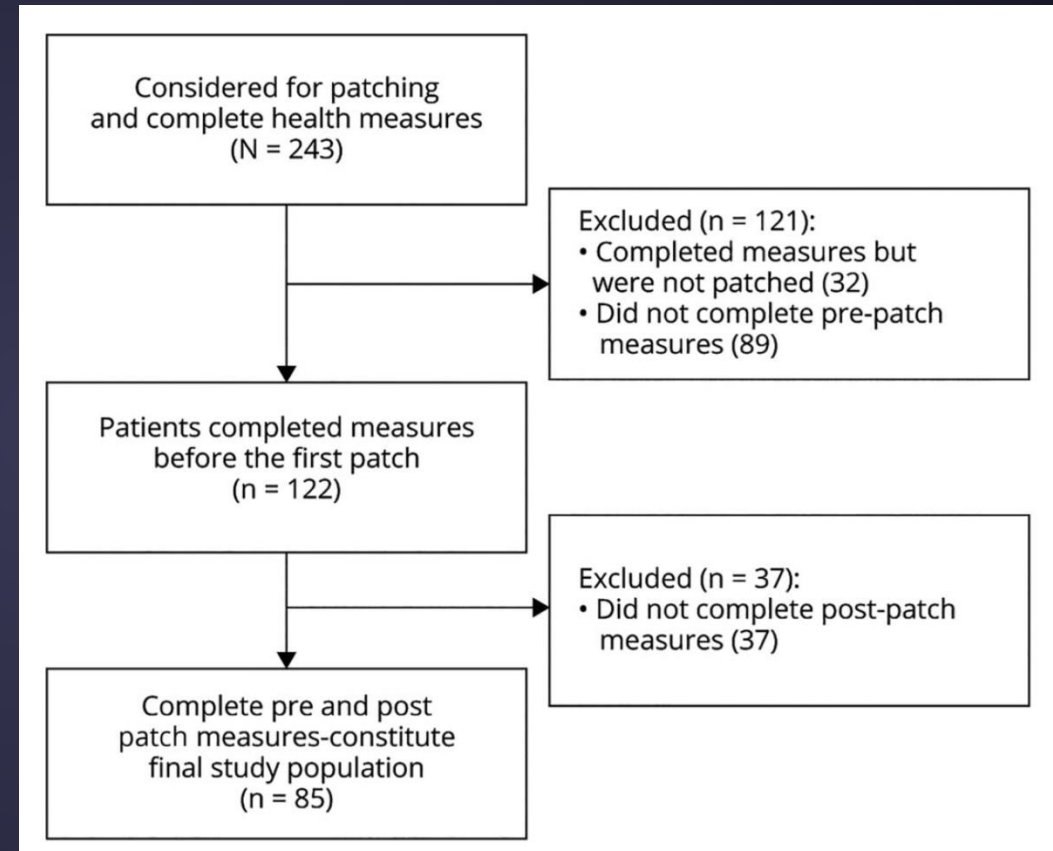 Considered for patching
and complete health measures
(N = 243)
Excluded (n = 121):
• Completed measures but
were not patched (32)
• Did not complete pre-patch
measures (89)
Patients completed measures
before the first patch
(n = 122)
Excluded (n = 37):
• Did not complete post-patch
measures (37)
Complete pre and post
patch measures-constitute
final study population
(n = 85)